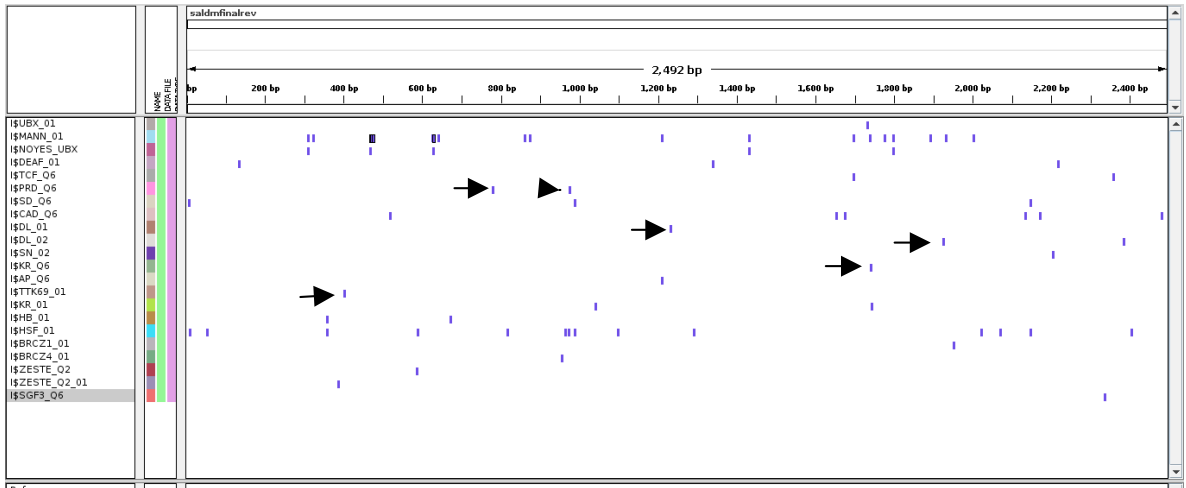 saldmfinalrev
2,492 bp
NAME
DATA FILE
bp 200 bp 400 bp 600 bp 800 bp 1,000 bp 1,200 bp 1,400 bp 1,600 bp 1,800 bp 2,000 bp 2,200 bp 2,400 bp
I$UBX_01
I$MANN_01
I$NOYES_UBX
I$DEAF_01
I$TCF_Q6
I$PRD_Q6
I$SD_Q6
I$CAD_Q6
I$DL_01
I$DL_02
I$SN_02
I$KR_Q6
I$AP_Q6
I$TTK69_01
I$KR_01
I$HB_01
I$HSF_01
I$BRCZ1_01
I$BRCZ4_01
I$ZESTE_Q2
I$ZESTE_Q2_01
I$SGF3_Q6